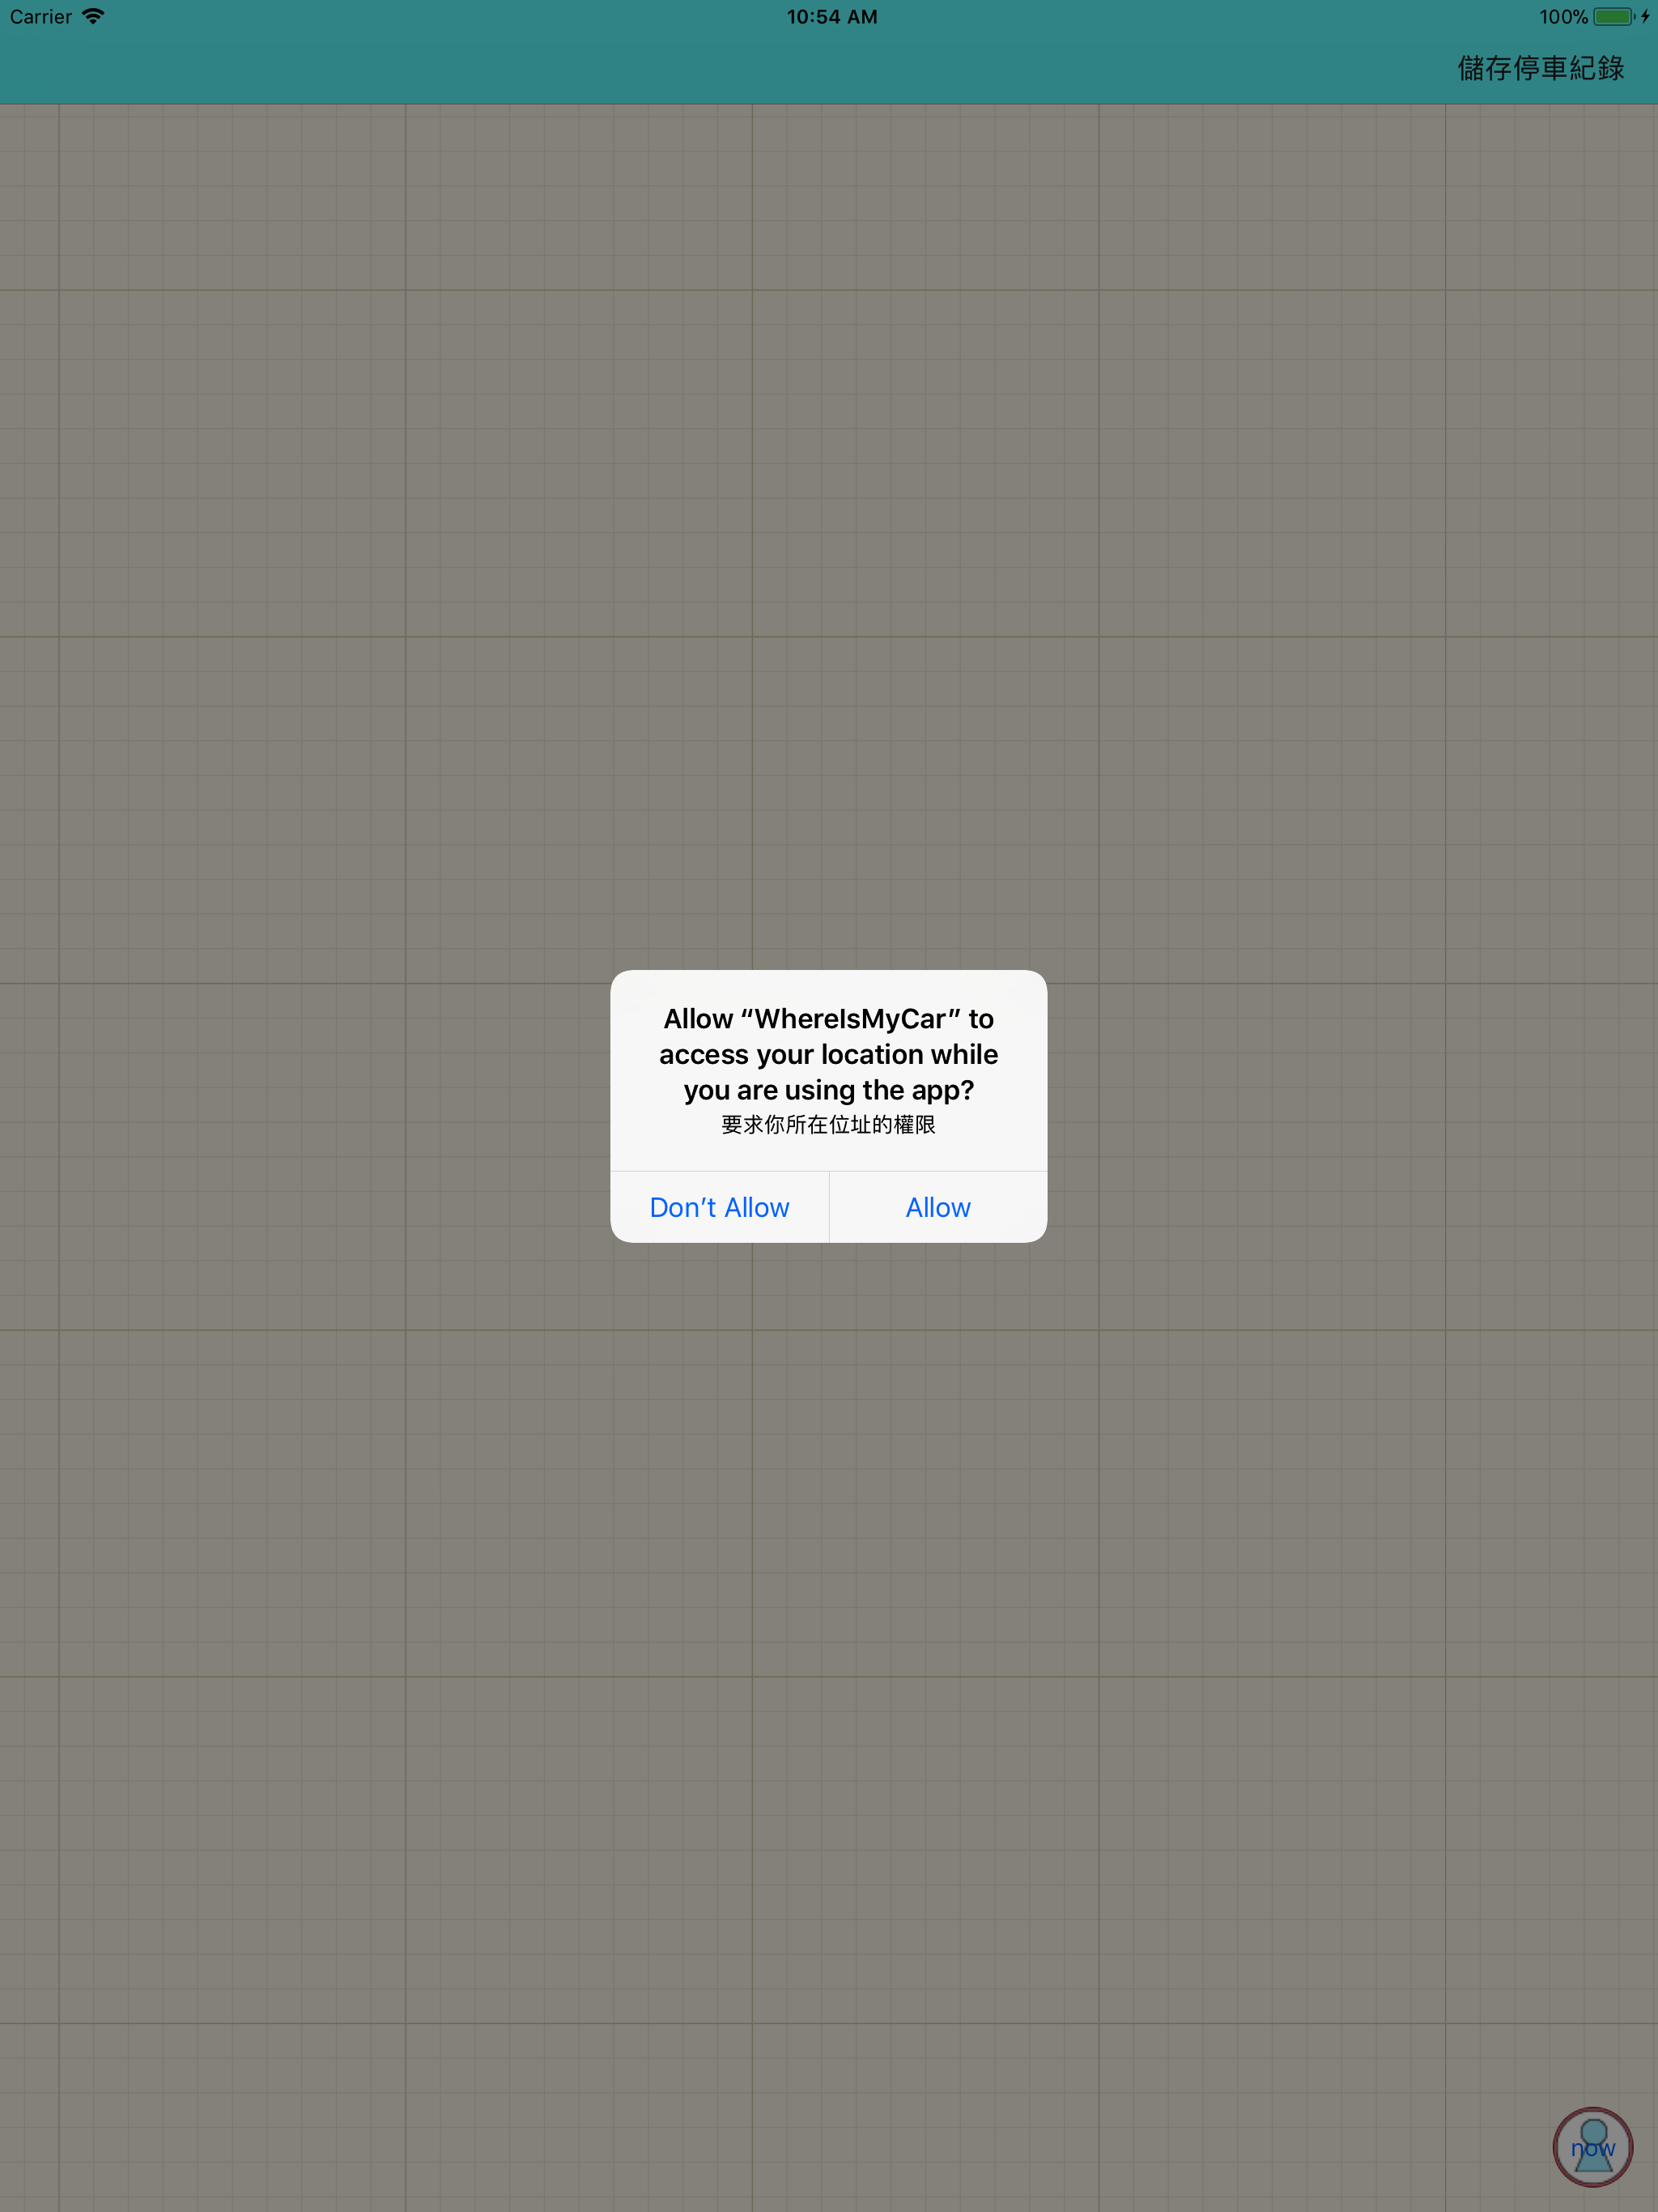 Carrier 10:54 AM 100%
儲存停車紀錄
Allow “WhereIsMyCar” to
access your location while
you are using the app?
要求你所在位址的權限
Don’t Allow Allow
now